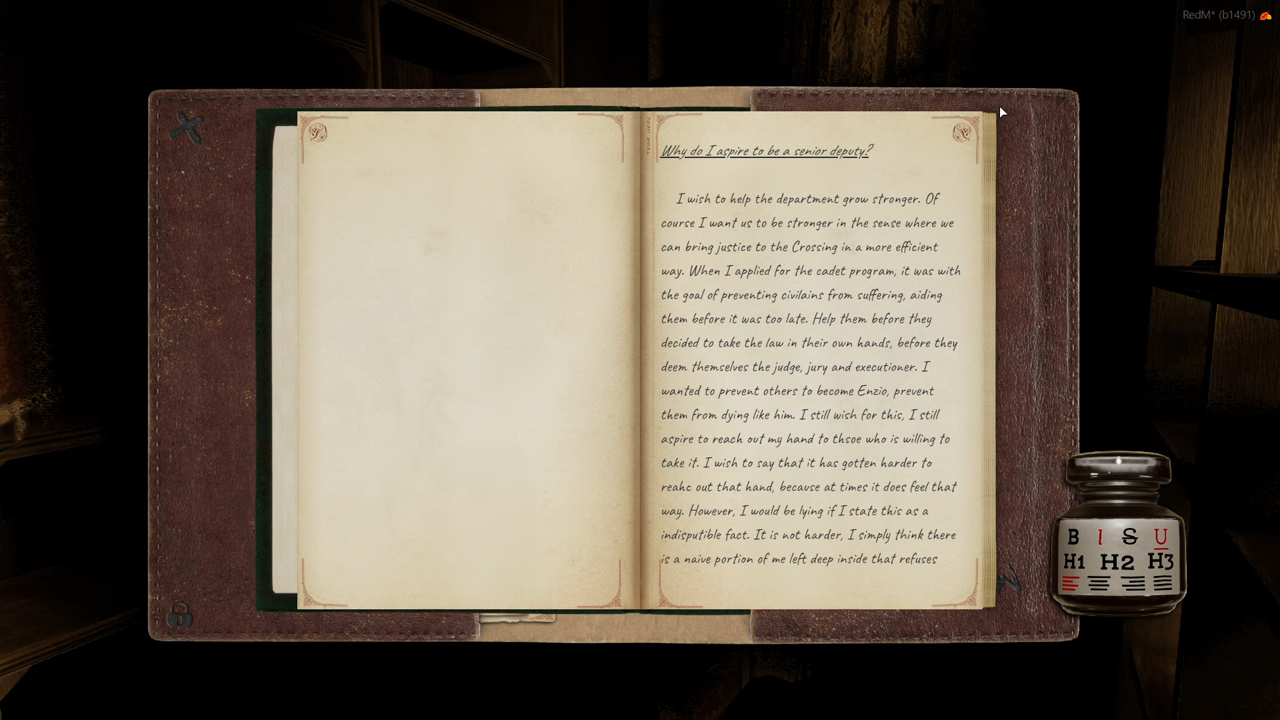 RedM* (b1491)
TEAR HERE
Why do I aspire to be a senior deputy?
I wish to help the department grow stronger. Of
course I want us to be stronger in the sense where we
can bring justice to the Crossing in a more efficient
way. When I applied for the cadet program, it was with
the goal of preventing civilains from suffering, aiding
them before it was too late. Help them before they
decided to take the law in their own hands, before they
deem themselves the judge, jury and executioner. I
wanted to prevent others to become Enzio, prevent
them from dying like him. I still wish for this, I still
aspire to reach out my hand to thsoe who is willing to
take it. I wish to say that it has gotten harder to
reahc out that hand, because at times it does feel that
way. However, I would be lying if I state this as a
indisputible fact. It is not harder, I simply think there
is a naive portion of me left deep inside that refuses
B I S U
H1 H2 H3